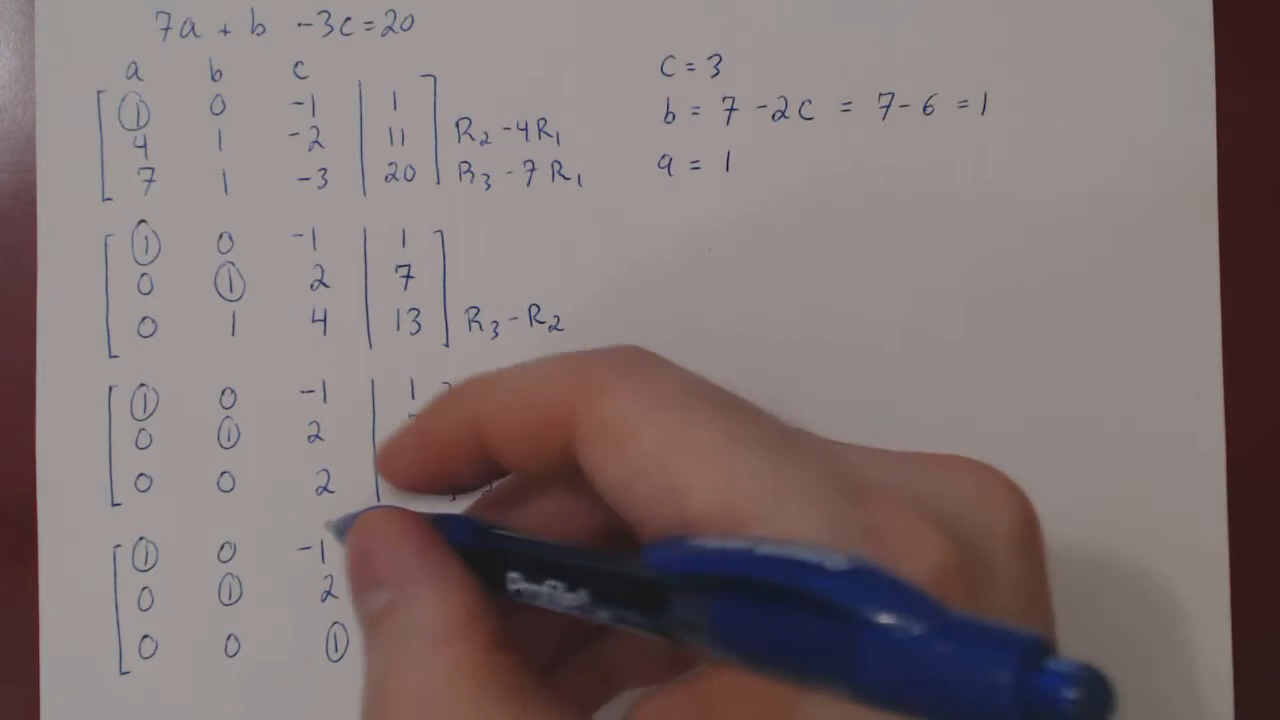 7a + b - 3c = 20
a b c
1 0 -1 | 1
4 1 -2 | 11 R2 - 4R1
7 1 -3 | 20 R3 - 7R1
1 0 -1 | 1
0 1 2 | 7
0 1 4 | 13 R3 - R2
1 0 -1 | 1
0 1 2
0 0 2
1 0 -1
0 1 2
0 0 1
c = 3
b = 7 - 2c = 7 - 6 = 1
a = 1